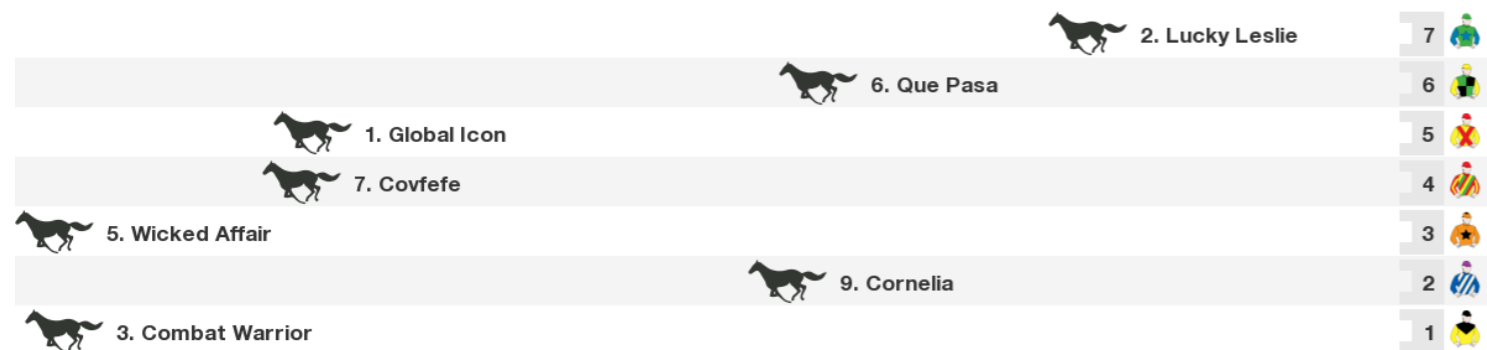 2. Lucky Leslie 7
6. Que Pasa 6
1. Global Icon 5
7. Covfefe 4
5. Wicked Affair 3
9. Cornelia 2
3. Combat Warrior 1